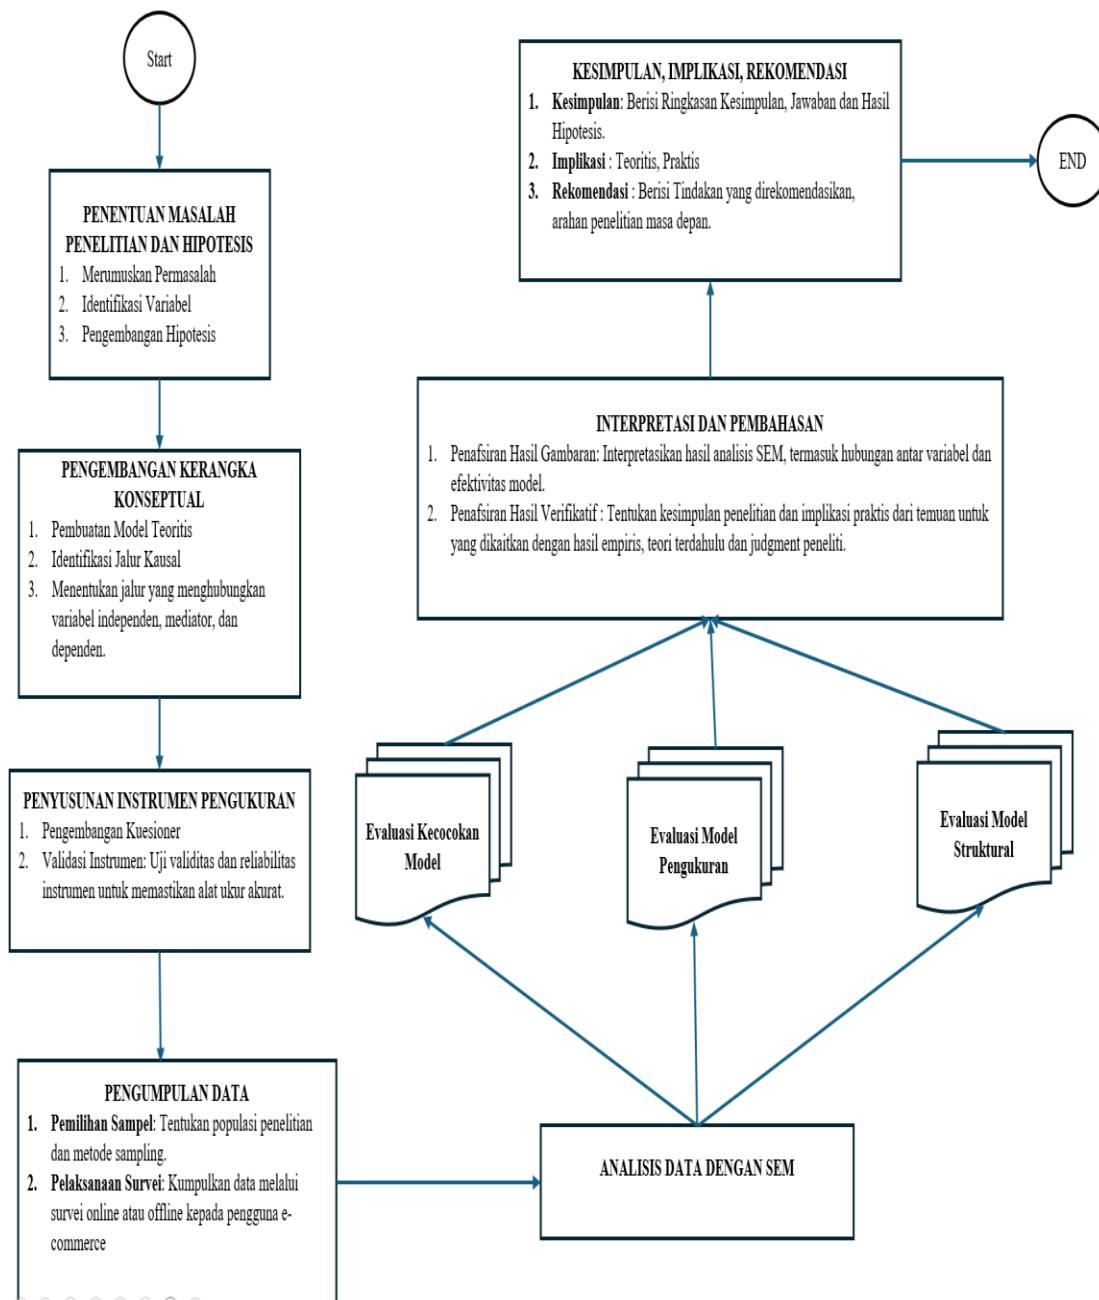 Start
PENENTUAN MASALAH
PENELITIAN DAN HIPOTESIS
1. Merumuskan Permasalah
2. Identifikasi Variabel
3. Pengembangan Hipotesis
PENGEMBANGAN KERANGKA
KONSEPTUAL
1. Pembuatan Model Teoritis
2. Identifikasi Jalur Kausal
3. Menentukan jalur yang menghubungkan
variabel independen, mediator, dan
dependen.
PENYUSUNAN INSTRUMEN PENGUKURAN
1. Pengembangan Kuesioner
2. Validasi Instrumen: Uji validitas dan reliabilitas
instrumen untuk memastikan alat ukur akurat.
PENGUMPULAN DATA
1. Pemilihan Sampel: Tentukan populasi penelitian
dan metode sampling.
2. Pelaksanaan Survei: Kumpulkan data melalui
survei online atau offline kepada pengguna e-
commerce
ANALISIS DATA DENGAN SEM
Evaluasi Kecocokan
Model
Evaluasi Model
Pengukuran
Evaluasi Model
Struktural
INTERPRETASI DAN PEMBAHASAN
1. Penafsiran Hasil Gambaran: Interpretasikan hasil analisis SEM, termasuk hubungan antar variabel dan
efektivitas model.
2. Penafsiran Hasil Verifikatif : Tentukan kesimpulan penelitian dan implikasi praktis dari temuan untuk
yang dikaitkan dengan hasil empiris, teori terdahulu dan judgment peneliti.
KESIMPULAN, IMPLIKASI, REKOMENDASI
1. Kesimpulan: Berisi Ringkasan Kesimpulan, Jawaban dan Hasil
Hipotesis.
2. Implikasi : Teoritis, Praktis
3. Rekomendasi : Berisi Tindakan yang direkomendasikan,
arahan penelitian masa depan.
END